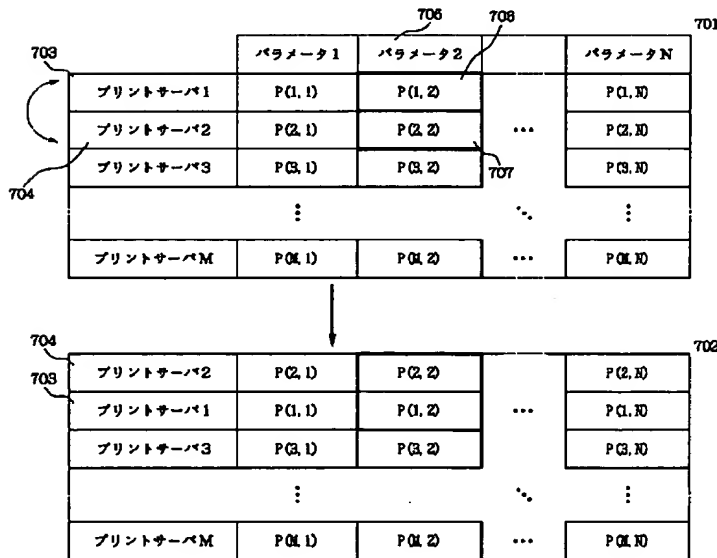 705 706 701
703 パラメータ1 パラメータ2 パラメータN
プリントサーバ1 P(1, 1) P(1, 2) P(1, N)
プリントサーバ2 P(2, 1) P(2, 2) … P(2, N)
704 プリントサーバ3 P(3, 1) P(3, 2) 707 P(3, N)
⋮ ⋱ ⋮
プリントサーバM P(M, 1) P(M, 2) … P(M, N)
704 702
プリントサーバ2 P(2, 1) P(2, 2) P(2, N)
703
プリントサーバ1 P(1, 1) P(1, 2) … P(1, N)
プリントサーバ3 P(3, 1) P(3, 2) P(3, N)
⋮ ⋱ ⋮
プリントサーバM P(M, 1) P(M, 2) … P(M, N)